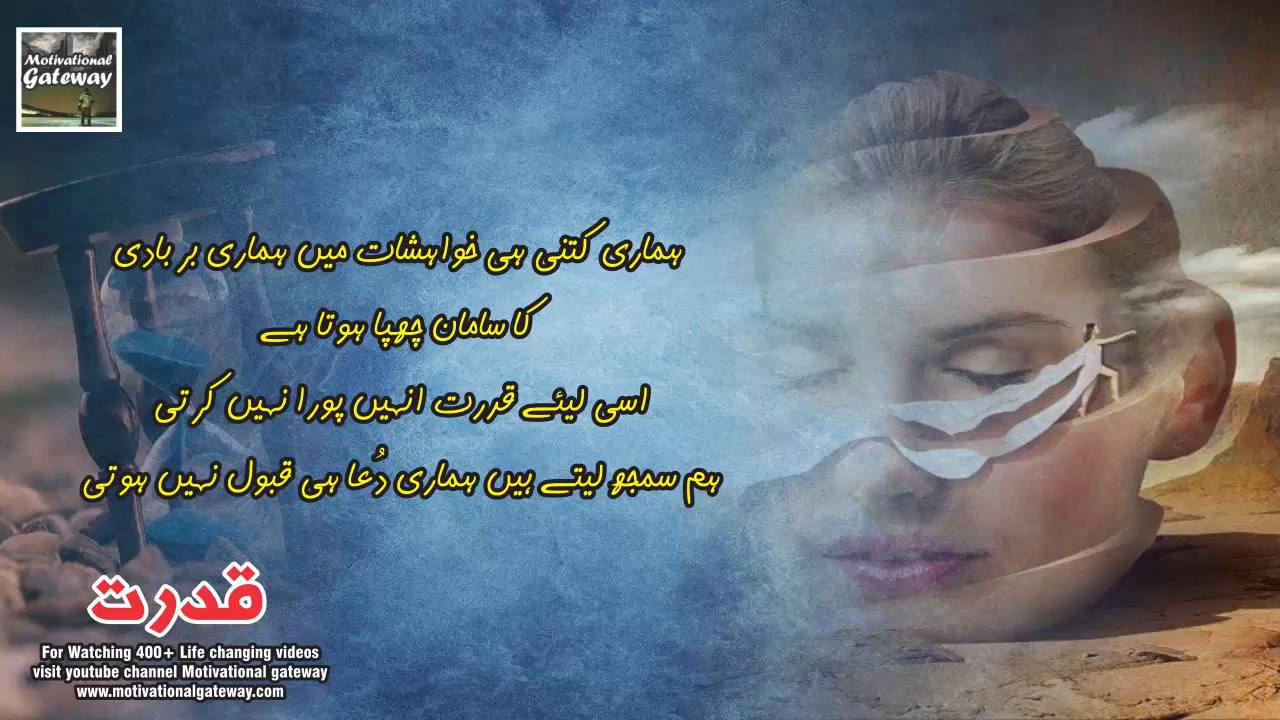 Motivational
Gateway
ہماری کتنی ہی خواہشات میں ہماری بر بادی
کا سامان چھپا ہوتا ہے
اسی لیئے قدرت انہیں پورا نہیں کرتی
ہم سمجھ لیتے ہیں ہماری دُعا ہی قبول نہیں ہوتی
قدرت
For Watching 400+ Life changing videos
visit youtube channel Motivational gateway
www.motivationalgateway.com